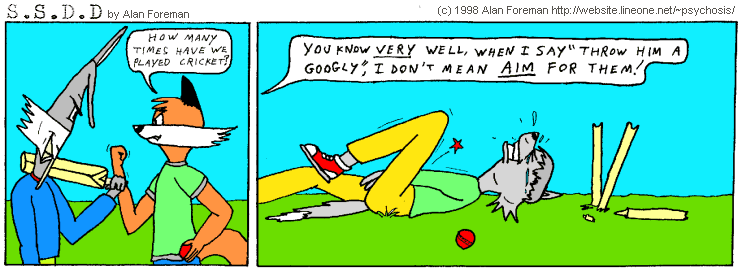 S.S.D.D by Alan Foreman
(c) 1998 Alan Foreman http://website.lineone.net/~psychosis/
HOW MANY
TIMES HAVE WE
PLAYED CRICKET?
YOU KNOW VERY WELL, WHEN I SAY "THROW HIM A
GOOGLY", I DON'T MEAN AIM FOR THEM!